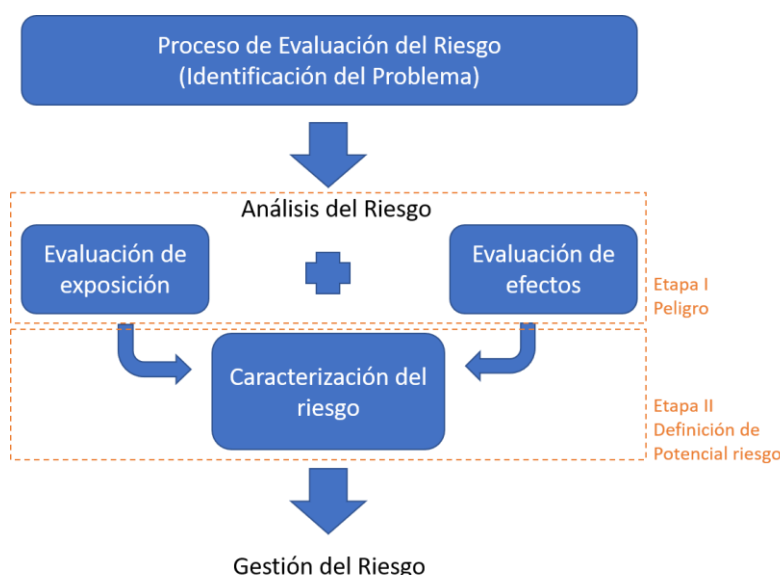 Proceso de Evaluación del Riesgo
(Identificación del Problema)
Análisis del Riesgo
Evaluación de
exposición
Evaluación de
efectos
Etapa I
Peligro
Caracterización del
riesgo
Etapa II
Definición de
Potencial riesgo
Gestión del Riesgo